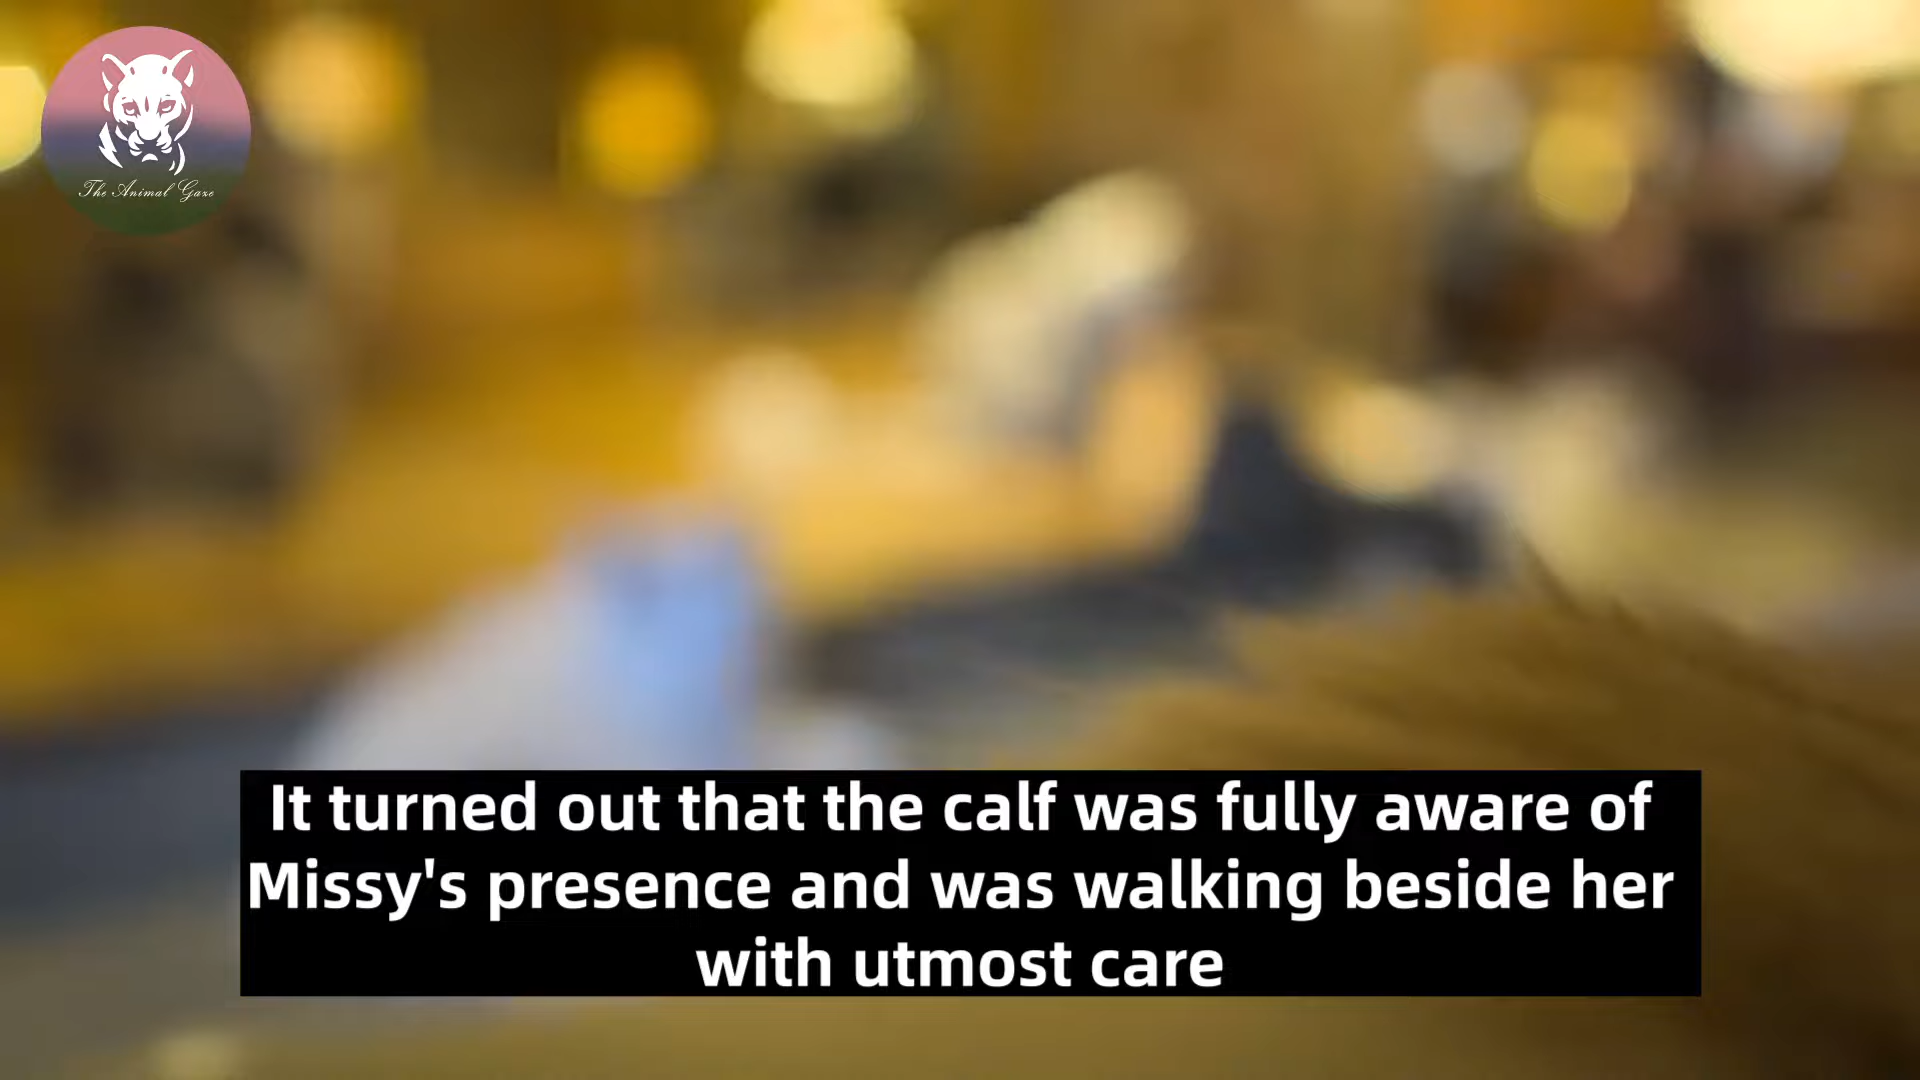 The Animal Gaze
It turned out that the calf was fully aware of
Missy's presence and was walking beside her
with utmost care